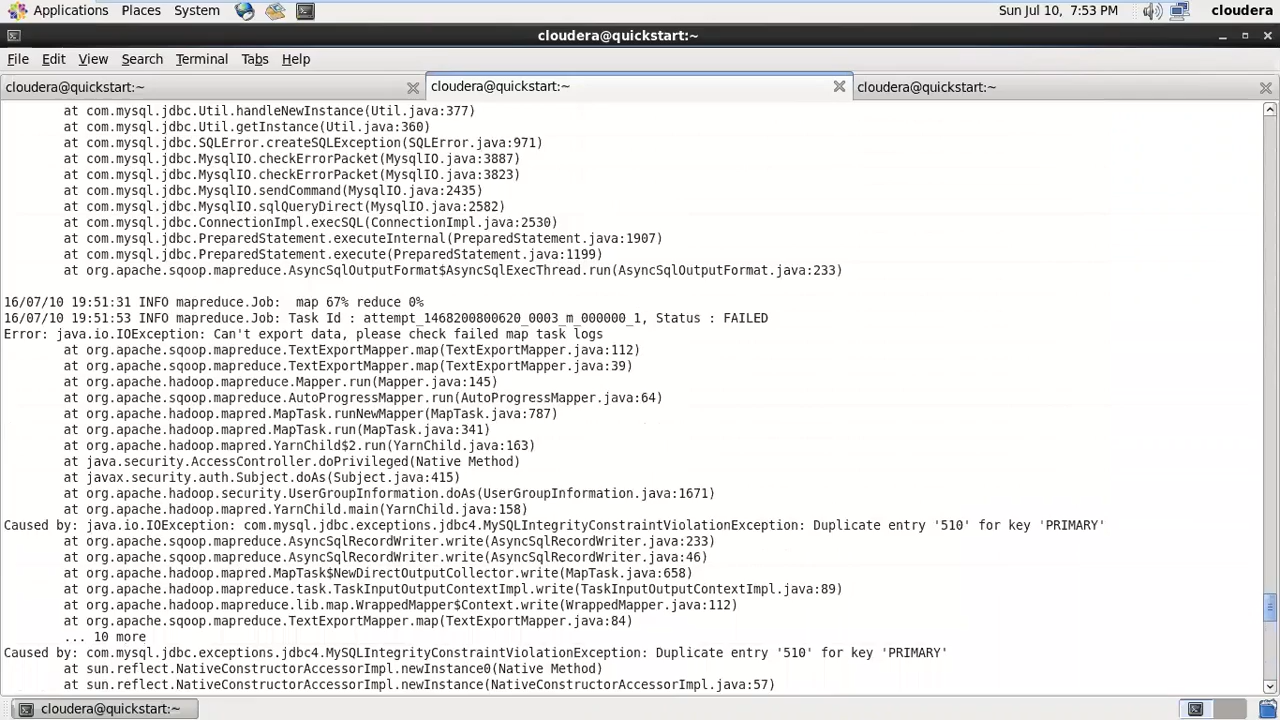 Applications Places System Sun Jul 10, 7:53 PM cloudera
cloudera@quickstart:~
File Edit View Search Terminal Tabs Help
cloudera@quickstart:~ cloudera@quickstart:~ cloudera@quickstart:~
at com.mysql.jdbc.Util.handleNewInstance(Util.java:377)
at com.mysql.jdbc.Util.getInstance(Util.java:360)
at com.mysql.jdbc.SQLError.createSQLException(SQLError.java:971)
at com.mysql.jdbc.MysqlIO.checkErrorPacket(MysqlIO.java:3887)
at com.mysql.jdbc.MysqlIO.checkErrorPacket(MysqlIO.java:3823)
at com.mysql.jdbc.MysqlIO.sendCommand(MysqlIO.java:2435)
at com.mysql.jdbc.MysqlIO.sqlQueryDirect(MysqlIO.java:2582)
at com.mysql.jdbc.ConnectionImpl.execSQL(ConnectionImpl.java:2530)
at com.mysql.jdbc.PreparedStatement.executeInternal(PreparedStatement.java:1907)
at com.mysql.jdbc.PreparedStatement.execute(PreparedStatement.java:1199)
at org.apache.sqoop.mapreduce.AsyncSqlOutputFormat$AsyncSqlExecThread.run(AsyncSqlOutputFormat.java:233)
16/07/10 19:51:31 INFO mapreduce.Job:  map 67% reduce 0%
16/07/10 19:51:53 INFO mapreduce.Job: Task Id : attempt_1468200800620_0003_m_000000_1, Status : FAILED
Error: java.io.IOException: Can't export data, please check failed map task logs
at org.apache.sqoop.mapreduce.TextExportMapper.map(TextExportMapper.java:112)
at org.apache.sqoop.mapreduce.TextExportMapper.map(TextExportMapper.java:39)
at org.apache.hadoop.mapreduce.Mapper.run(Mapper.java:145)
at org.apache.sqoop.mapreduce.AutoProgressMapper.run(AutoProgressMapper.java:64)
at org.apache.hadoop.mapred.MapTask.runNewMapper(MapTask.java:787)
at org.apache.hadoop.mapred.MapTask.run(MapTask.java:341)
at org.apache.hadoop.mapred.YarnChild$2.run(YarnChild.java:163)
at java.security.AccessController.doPrivileged(Native Method)
at javax.security.auth.Subject.doAs(Subject.java:415)
at org.apache.hadoop.security.UserGroupInformation.doAs(UserGroupInformation.java:1671)
at org.apache.hadoop.mapred.YarnChild.main(YarnChild.java:158)
Caused by: java.io.IOException: com.mysql.jdbc.exceptions.jdbc4.MySQLIntegrityConstraintViolationException: Duplicate entry '510' for key 'PRIMARY'
at org.apache.sqoop.mapreduce.AsyncSqlRecordWriter.write(AsyncSqlRecordWriter.java:233)
at org.apache.sqoop.mapreduce.AsyncSqlRecordWriter.write(AsyncSqlRecordWriter.java:46)
at org.apache.hadoop.mapred.MapTask$NewDirectOutputCollector.write(MapTask.java:658)
at org.apache.hadoop.mapreduce.task.TaskInputOutputContextImpl.write(TaskInputOutputContextImpl.java:89)
at org.apache.hadoop.mapreduce.lib.map.WrappedMapper$Context.write(WrappedMapper.java:112)
at org.apache.sqoop.mapreduce.TextExportMapper.map(TextExportMapper.java:84)
... 10 more
Caused by: com.mysql.jdbc.exceptions.jdbc4.MySQLIntegrityConstraintViolationException: Duplicate entry '510' for key 'PRIMARY'
at sun.reflect.NativeConstructorAccessorImpl.newInstance0(Native Method)
at sun.reflect.NativeConstructorAccessorImpl.newInstance(NativeConstructorAccessorImpl.java:57)
cloudera@quickstart:~